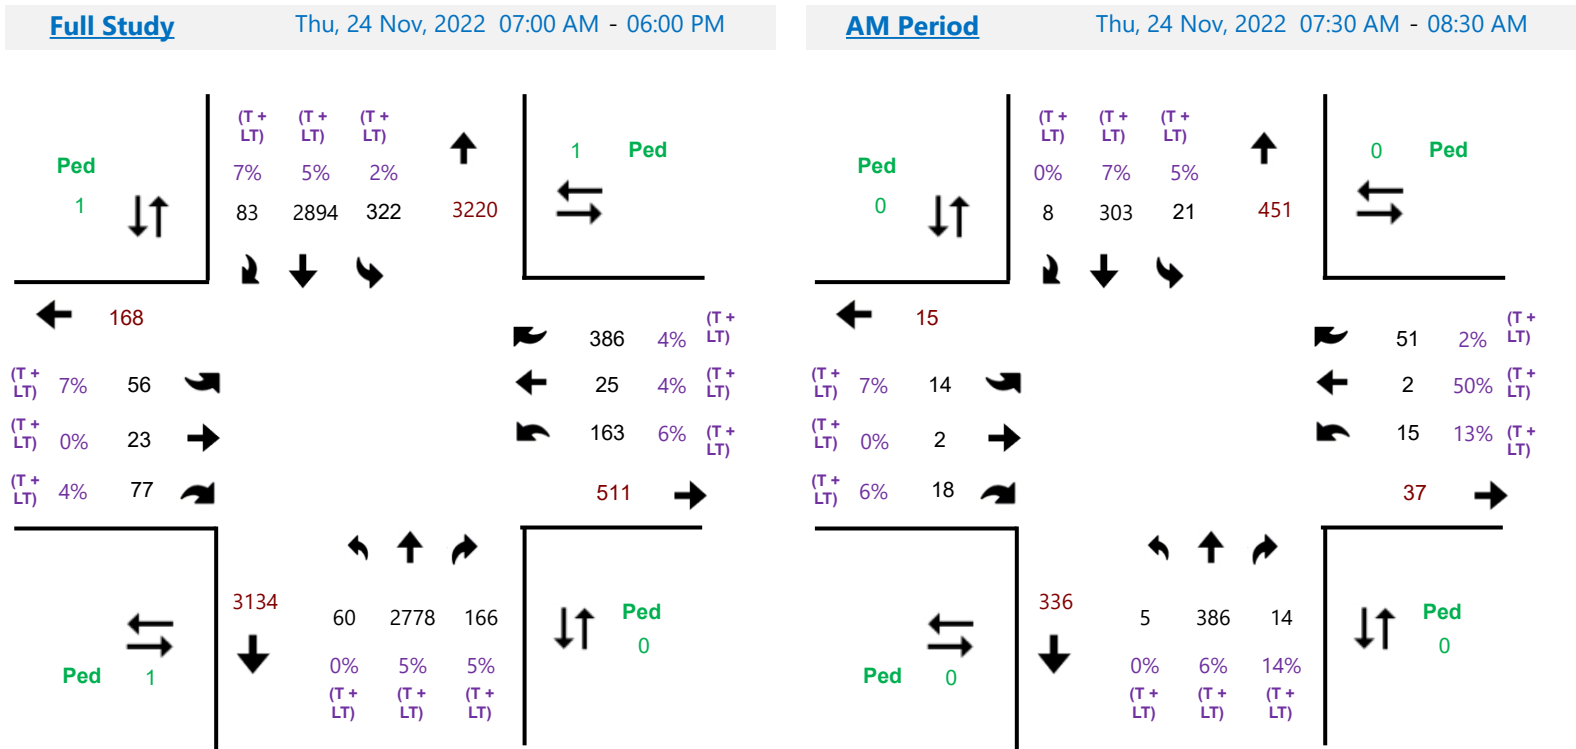 Full Study Thu, 24 Nov, 2022 07:00 AM - 06:00 PM
(T + LT) (T + LT) (T + LT)
Ped 1 Ped
7% 5% 2%
1 83 2894 322 3220
168
386 4% (T + LT)
(T + LT) 7% 56 25 4% (T + LT)
(T + LT) 0% 23 163 6% (T + LT)
(T + LT) 4% 77 511
3134 60 2778 166 Ped
0
0% 5% 5%
Ped 1
(T + LT) (T + LT) (T + LT)
AM Period Thu, 24 Nov, 2022 07:30 AM - 08:30 AM
(T + LT) (T + LT) (T + LT)
Ped 0 Ped
0% 7% 5%
0 8 303 21 451
15
51 2% (T + LT)
(T + LT) 7% 14 2 50% (T + LT)
(T + LT) 0% 2 15 13% (T + LT)
(T + LT) 6% 18 37
336 5 386 14 Ped
0
0% 6% 14%
Ped 0
(T + LT) (T + LT) (T + LT)